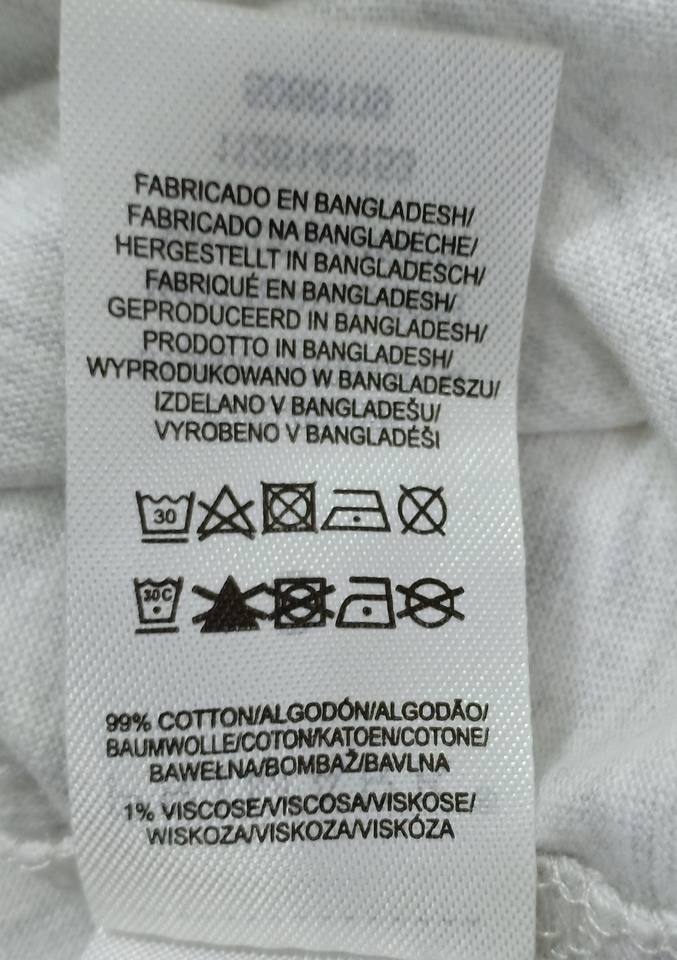 FABRICADO EN BANGLADESH/
FABRICADO NA BANGLADECHE/
HERGESTELLT IN BANGLADESCH/
FABRIQUÉ EN BANGLADESH/
GEPRODUCEERD IN BANGLADESH/
PRODOTTO IN BANGLADESH/
WYPRODUKOWANO W BANGLADESZU/
IZDELANO V BANGLADEŠU/
VYROBENO V BANGLADÉŠI
30
30C
99% COTTON/ALGODÓN/ALGODÃO/
BAUMWOLLE/COTON/KATOEN/COTONE/
BAWEŁNA/BOMBAŽ/BAVLNA
1% VISCOSE/VISCOSA/VISKOSE/
WISKOZA/VISKOZA/VISKÓZA